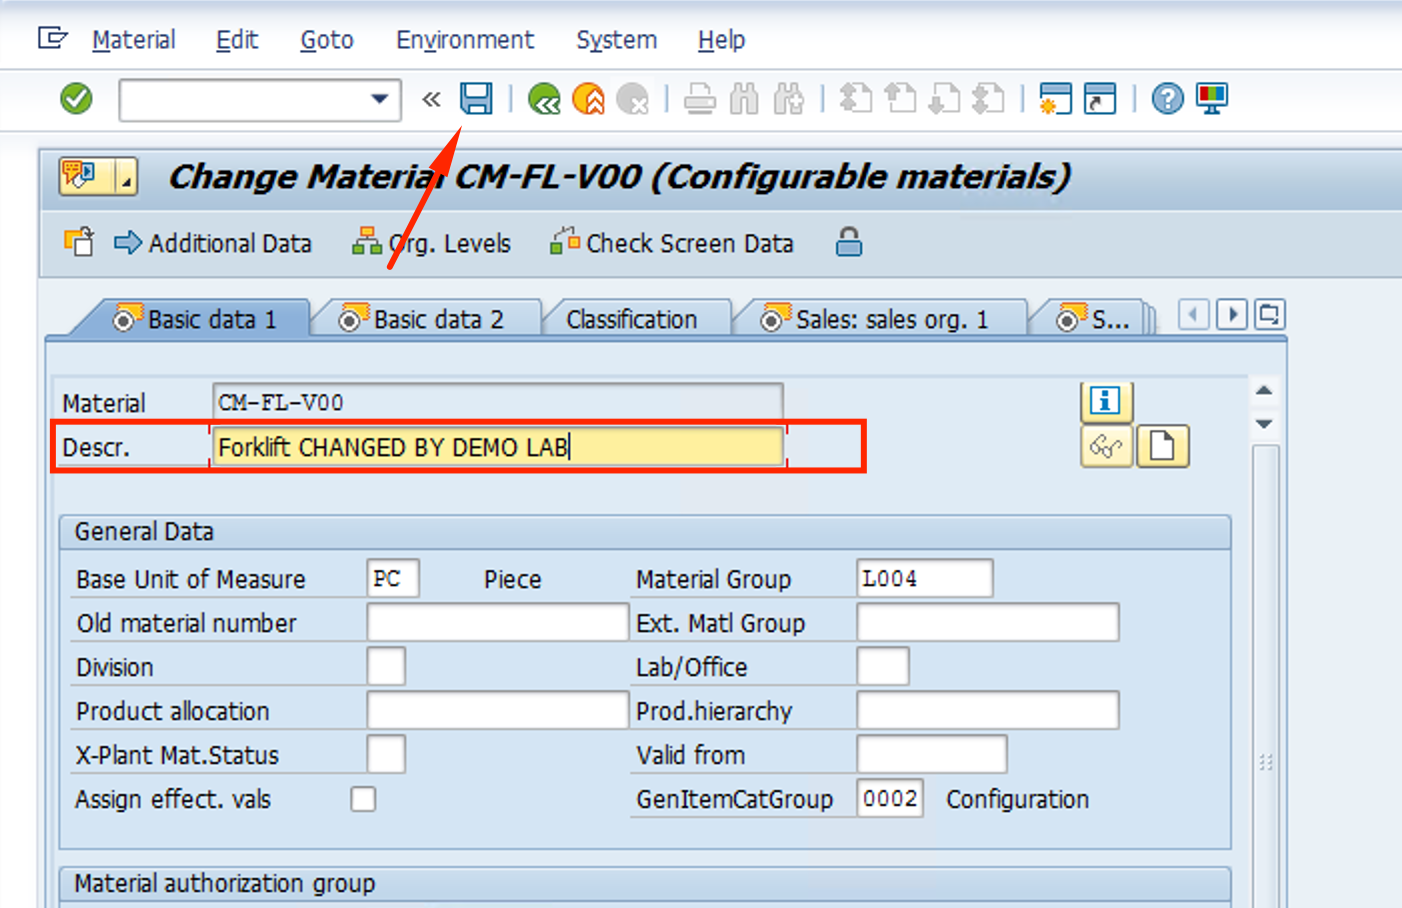 Material Edit Goto Environment System Help
Change Material CM-FL-V00 (Configurable materials)
Additional Data Org. Levels Check Screen Data
Basic data 1 Basic data 2 Classification Sales: sales org. 1 S...
Material CM-FL-V00
Descr. Forklift CHANGED BY DEMO LAB
General Data
Base Unit of Measure PC Piece Material Group L004
Old material number Ext. Matl Group
Division Lab/Office
Product allocation Prod.hierarchy
X-Plant Mat.Status Valid from
Assign effect. vals GenItemCatGroup 0002 Configuration
Material authorization group